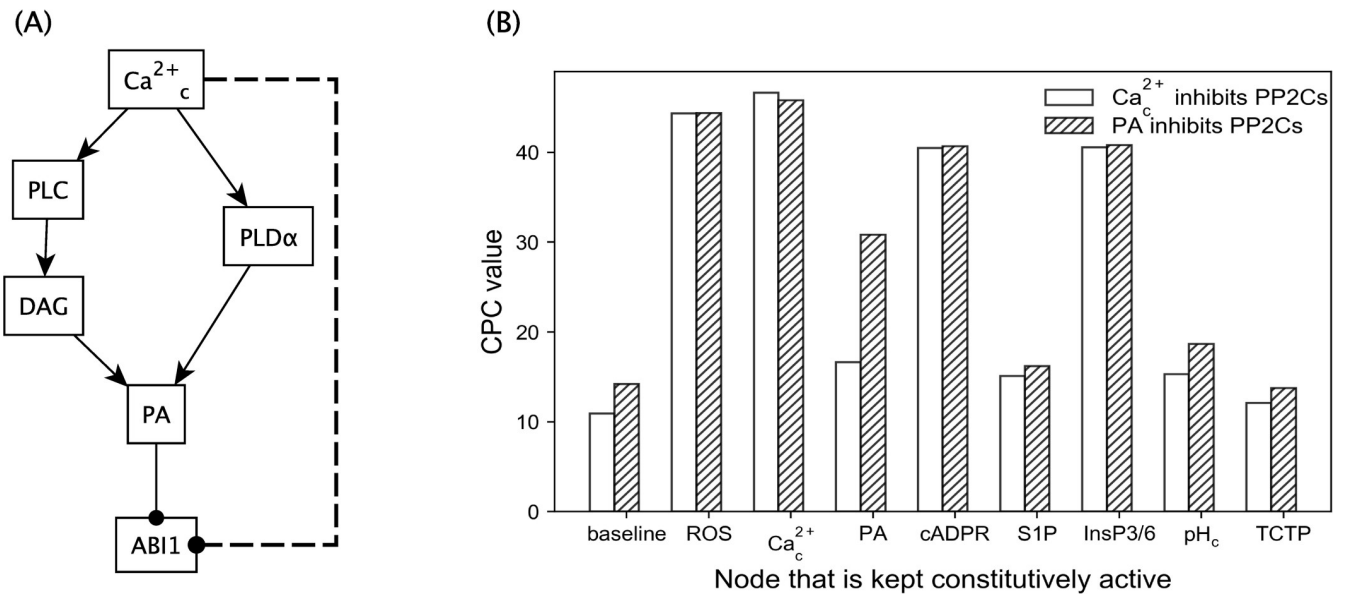 (A)
Ca2+c
PLC
PLDα
DAG
PA
ABI1
(B)
Ca2+c inhibits PP2Cs
PA inhibits PP2Cs
CPC value
40
30
20
10
0
baseline ROS Ca2+c PA cADPR S1P InsP3/6 pHc TCTP
Node that is kept constitutively active